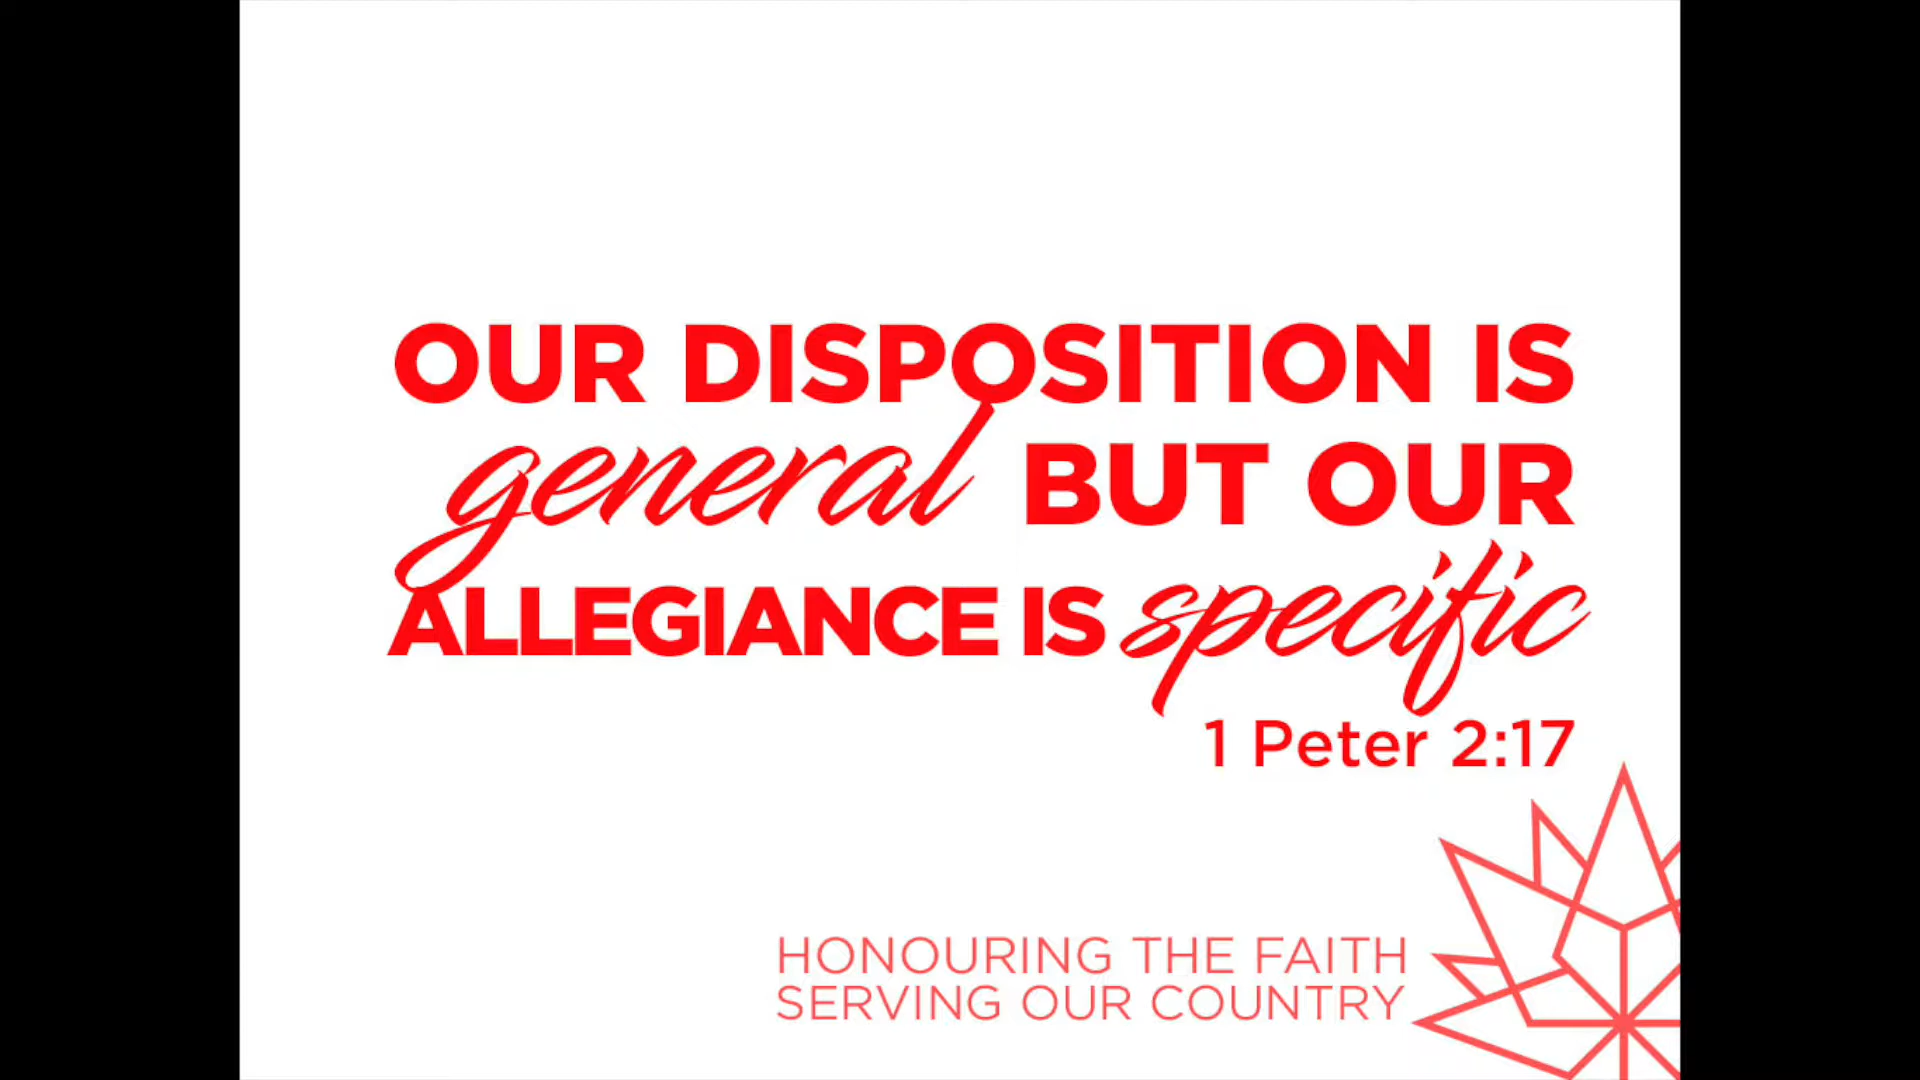 OUR DISPOSITION IS
general BUT OUR
ALLEGIANCE IS specific
1 Peter 2:17
HONOURING THE FAITH
SERVING OUR COUNTRY